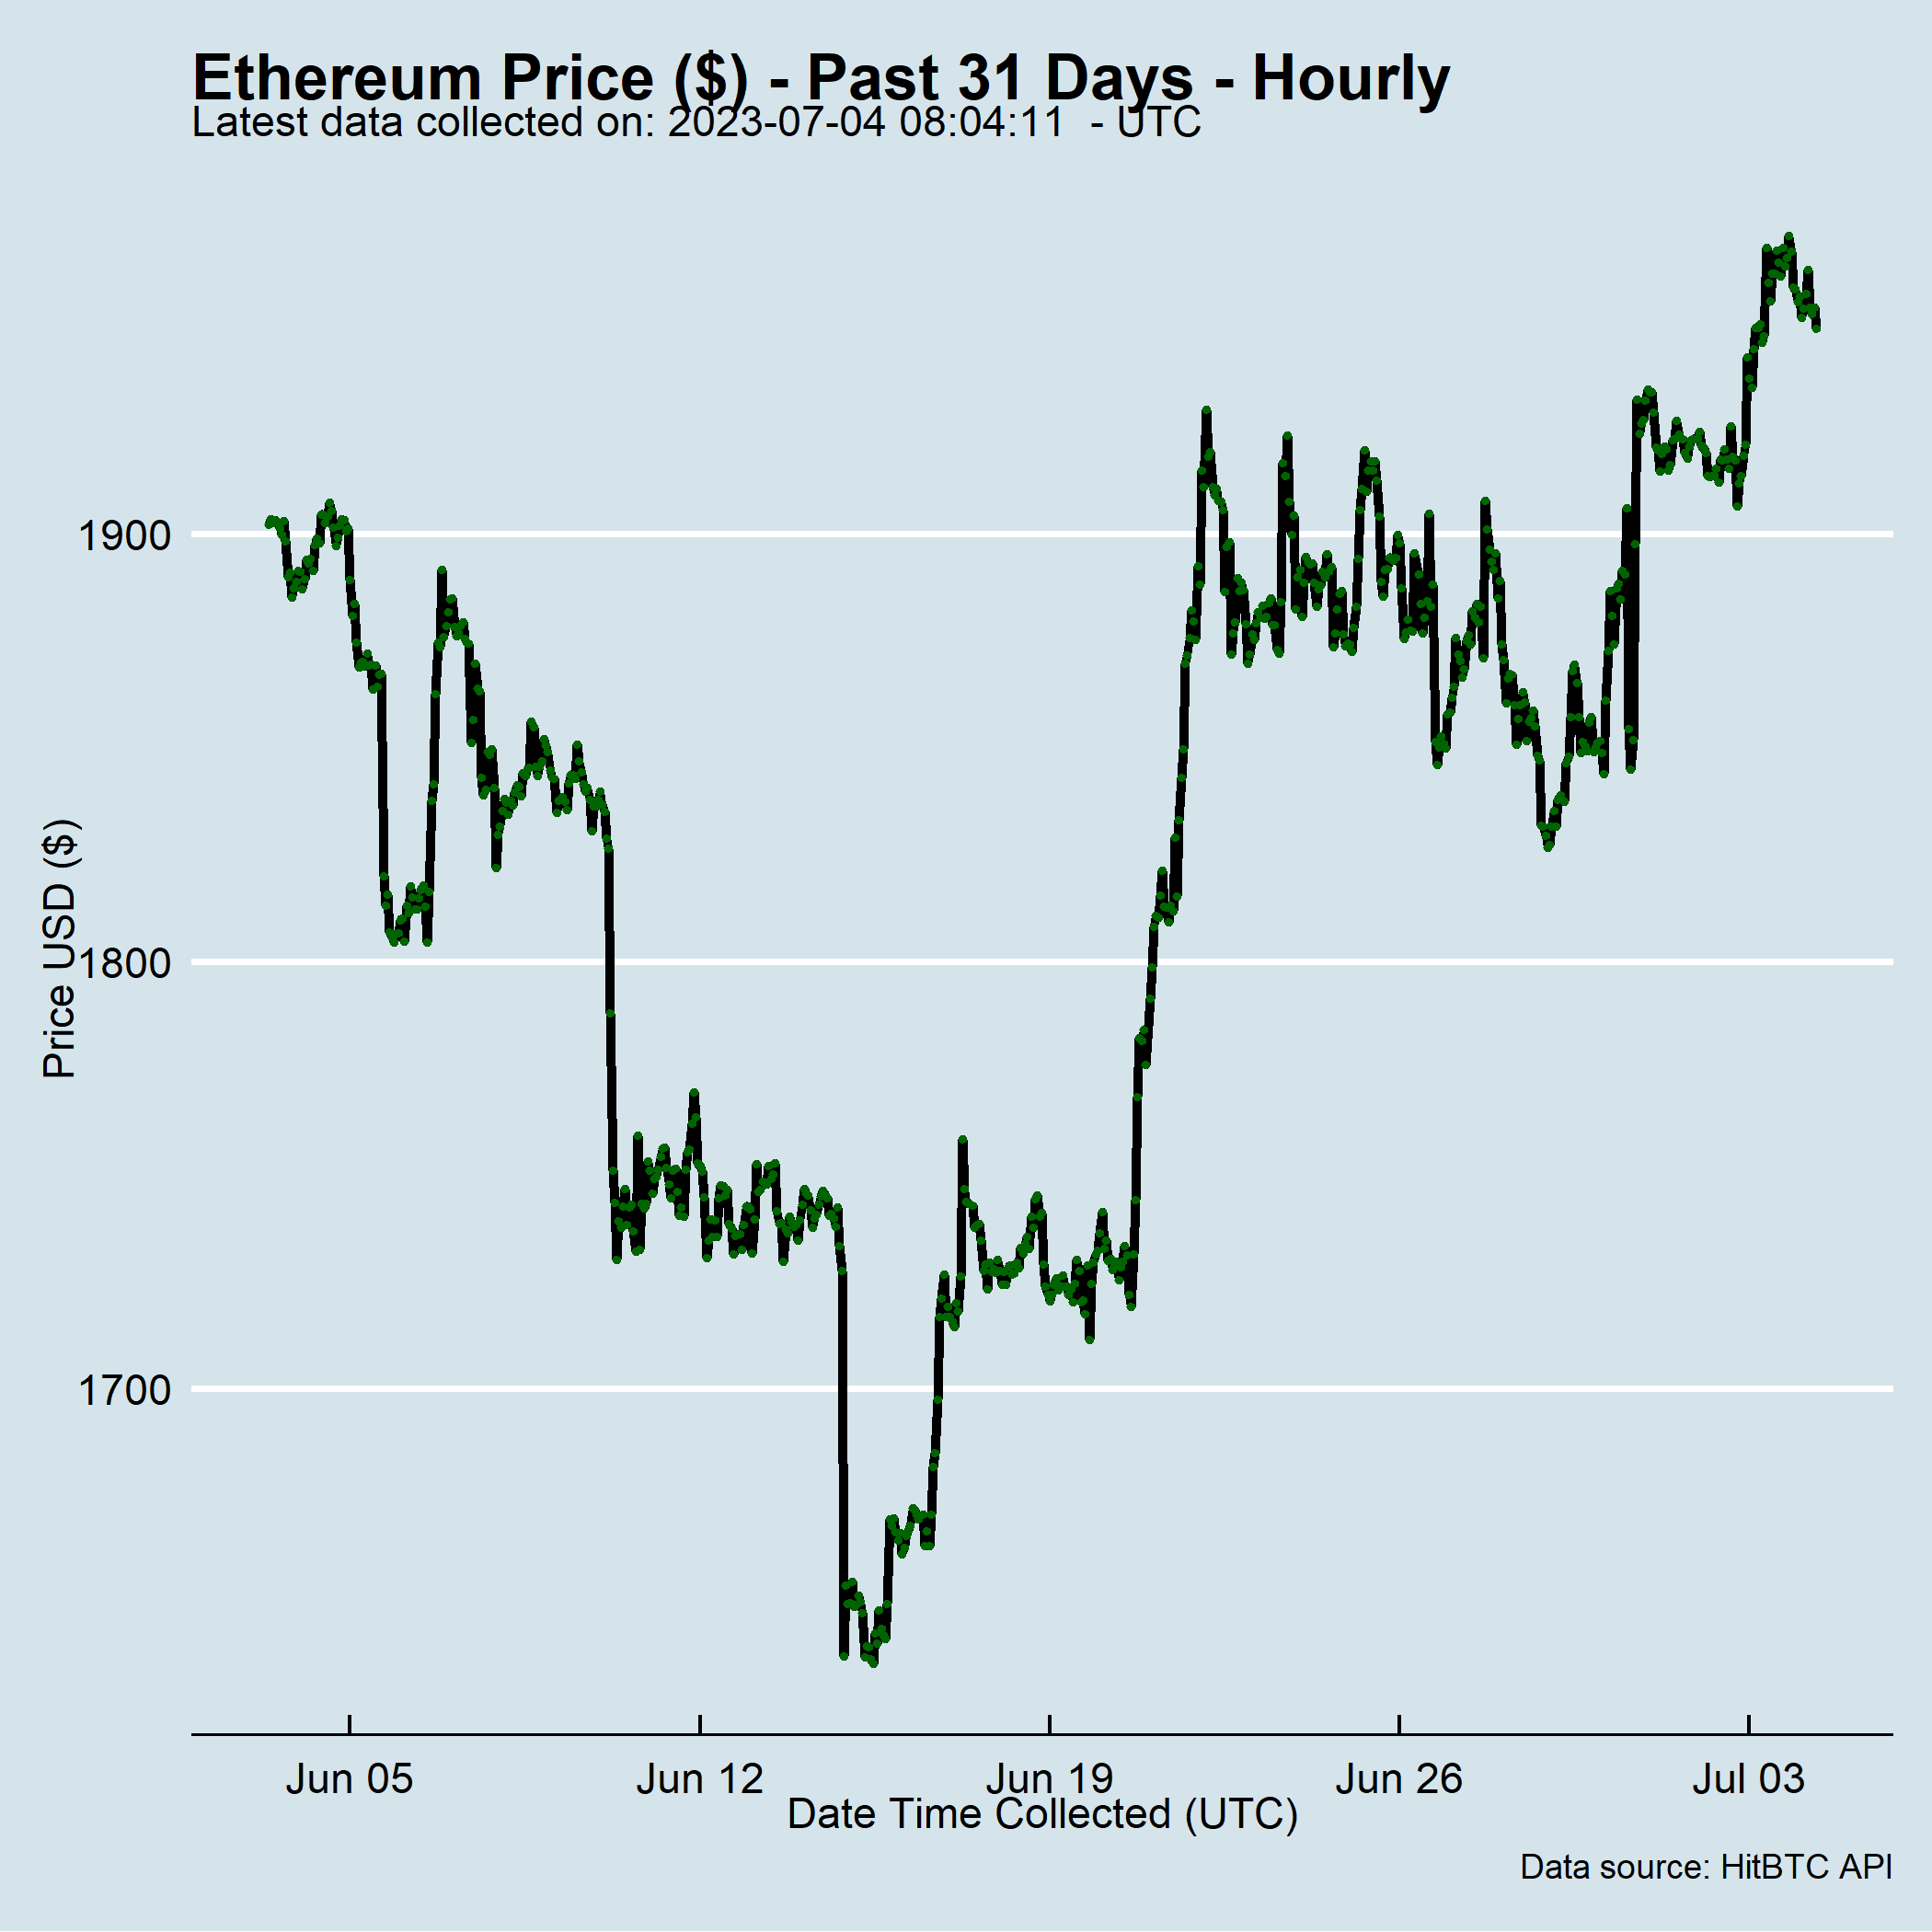 Ethereum Price ($) - Past 31 Days - Hourly
Latest data collected on: 2023-07-04 08:04:11  - UTC
Price USD ($)
1900
1800
1700
Jun 05
Jun 12
Jun 19
Jun 26
Jul 03
Date Time Collected (UTC)
Data source: HitBTC API